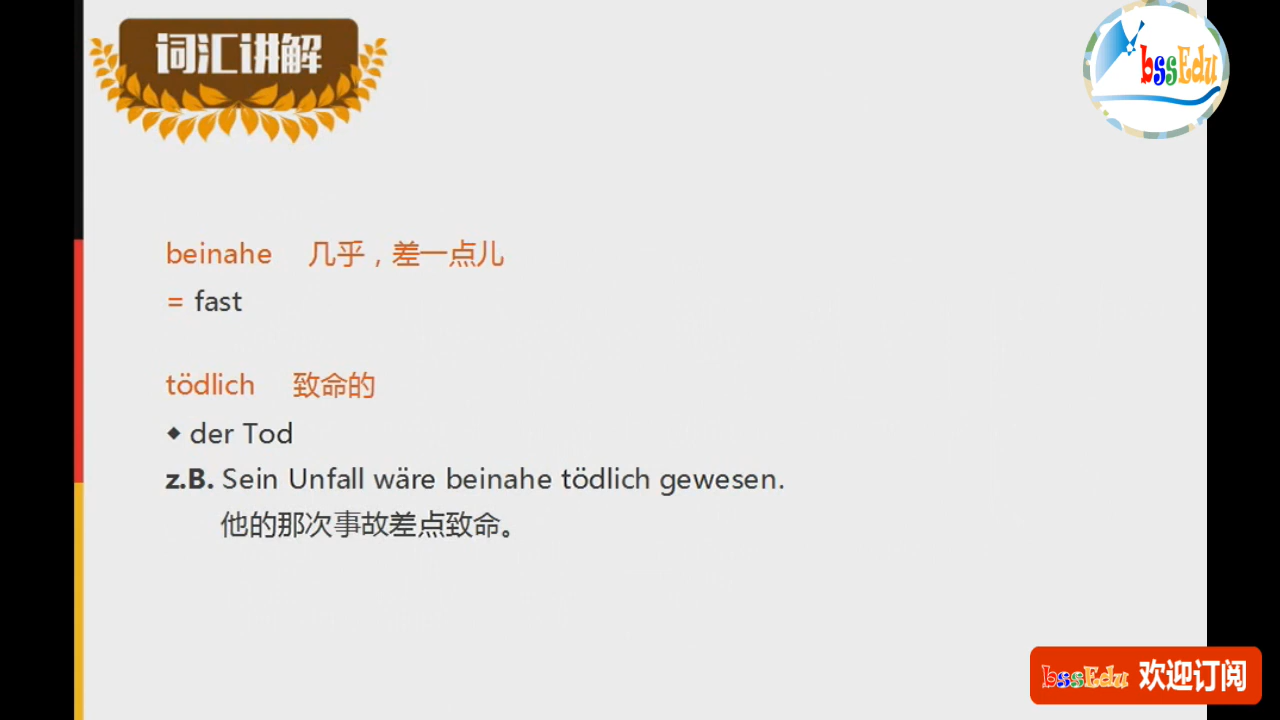 词汇讲解
bssEdu
beinahe 几乎，差一点儿
= fast
tödlich 致命的
◆ der Tod
z.B. Sein Unfall wäre beinahe tödlich gewesen.
他的那次事故差点致命。
bssEdu 欢迎订阅